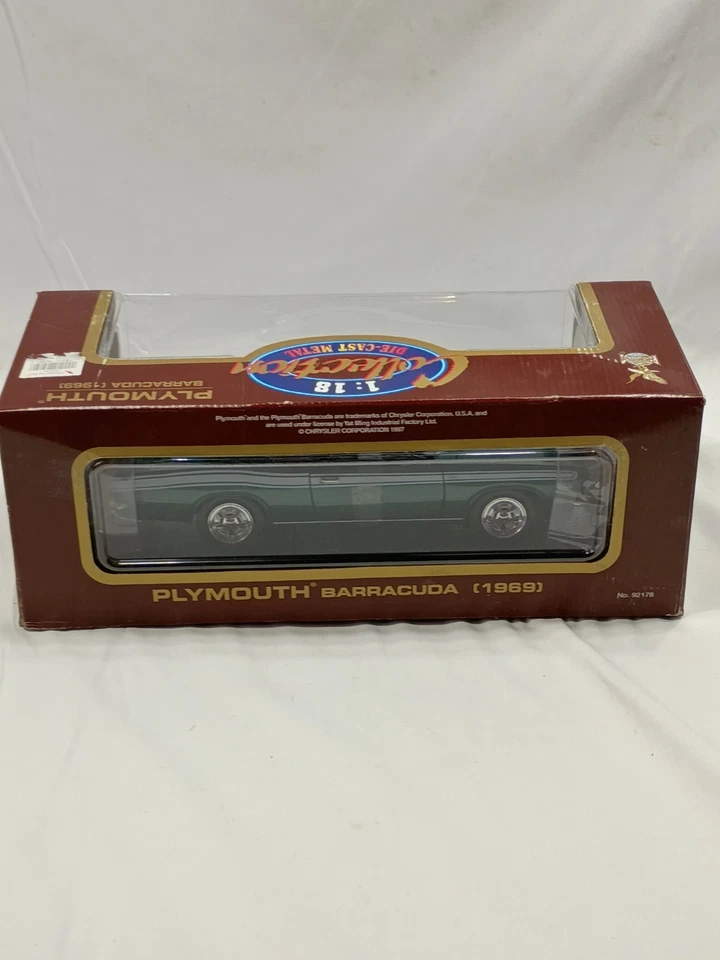 1:18
DIE-CAST METAL
Collection
PLYMOUTH®
BARRACUDA (1969)
Plymouth and the Plymouth Barracuda are trademarks of Chrysler Corporation, U.S.A. and
are used under license by Yat Ming Industrial Factory Ltd.
© CHRYSLER CORPORATION 1997
PLYMOUTH® BARRACUDA (1969)
No. 92178